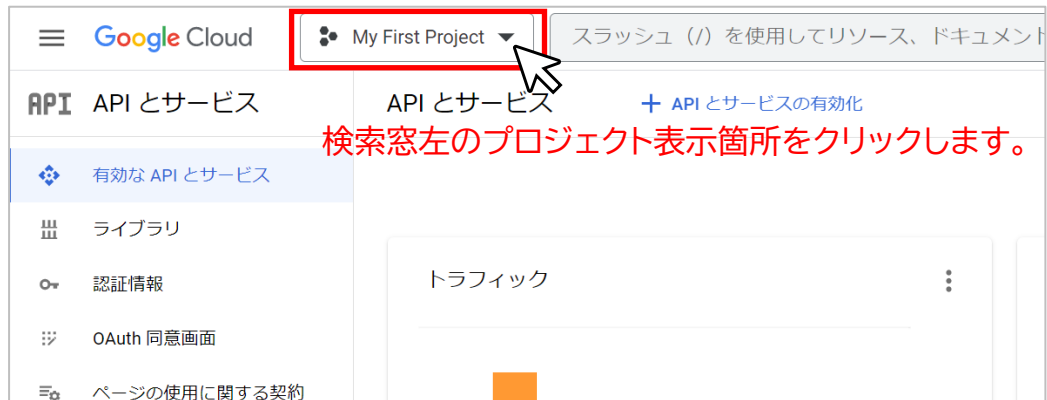 Google Cloud
My First Project
スラッシュ（/）を使用してリソース、ドキュメント
API API とサービス
API とサービス
API とサービスの有効化
検索窓左のプロジェクト表示箇所をクリックします。
有効な API とサービス
ライブラリ
認証情報
OAuth 同意画面
ページの使用に関する契約
トラフィック